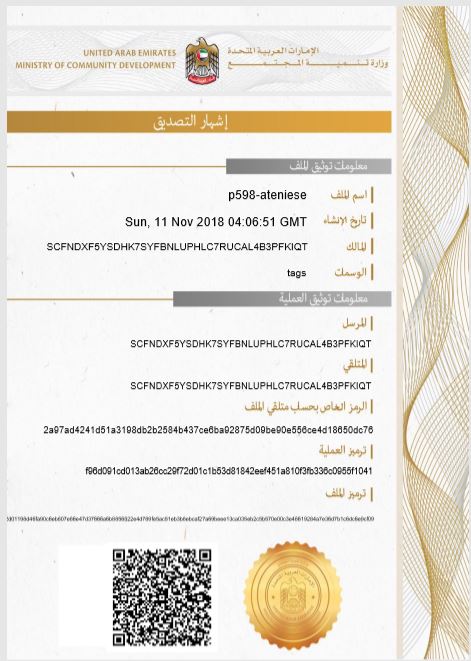 UNITED ARAB EMIRATES
MINISTRY OF COMMUNITY DEVELOPMENT
الإمارات العربية المتحدة
وزارة تنمية المجتمع
إشهار التصديق
معلومات توثيق الملف
اسم الملف p598-ateniese
تاريخ الإنشاء Sun, 11 Nov 2018 04:06:51 GMT
المالك SCFNDXF5YSDHK7SYFBNLUPHLC7RUCAL4B3PFKIQT
الوسمات tags
معلومات توثيق العملية
المرسل
SCFNDXF5YSDHK7SYFBNLUPHLC7RUCAL4B3PFKIQT
المتلقي
SCFNDXF5YSDHK7SYFBNLUPHLC7RUCAL4B3PFKIQT
الرمز الخاص بحساب متلقي الملف
2a97ad4241d51a3198db2b2584b437ce6ba92875d09be90e556ce4d18650dc76
ترميز العملية
f96d091cd013ab26cc29f72d01c1b53d81842eef451a810f3fb336c0955f1041
ترميز الملف